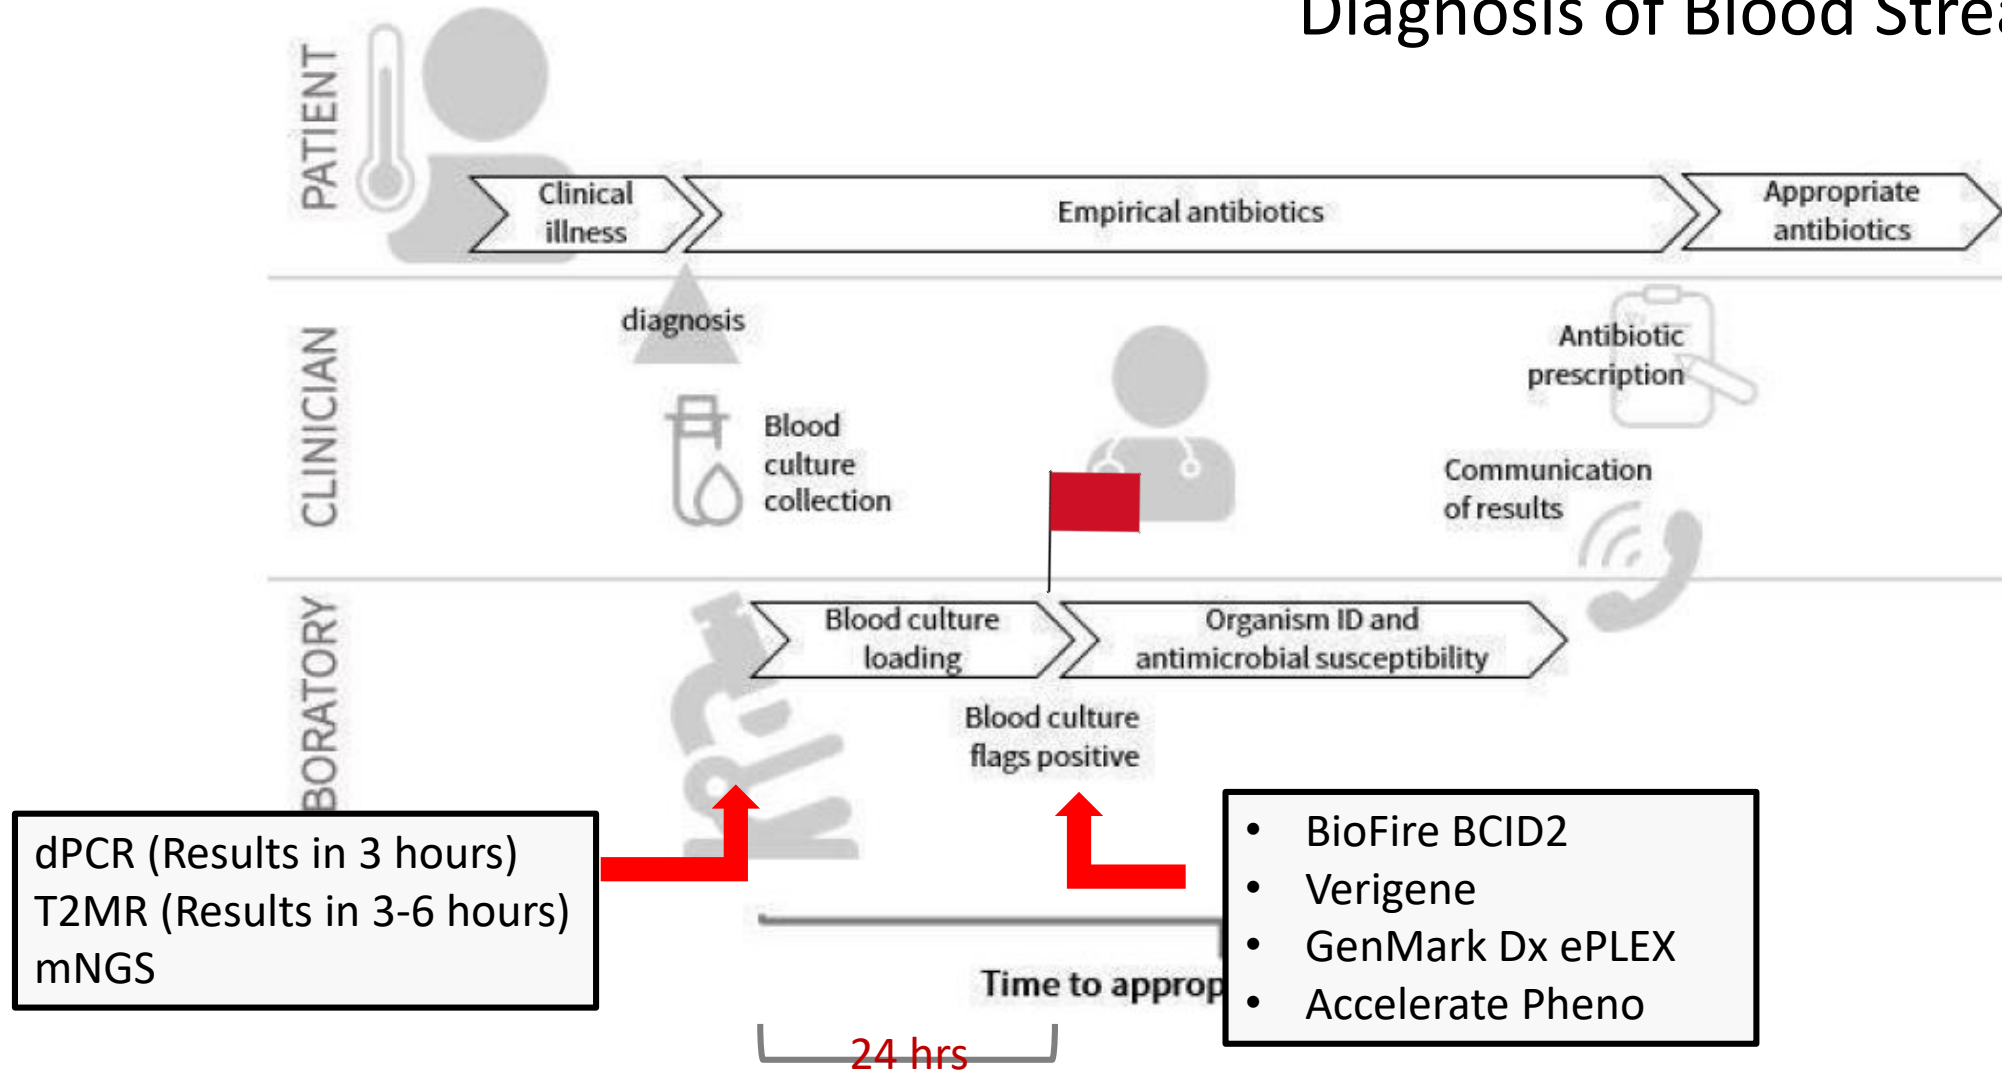 Diagnosis of Blood
PATIENT
Clinical
illness
Empirical antibiotics
Appropriate
antibiotics
CLINICIAN
diagnosis
Blood
culture
collection
Antibiotic
prescription
Communication
of results
BORATORY
Blood culture
loading
Organism ID and
antimicrobial susceptibility
Blood culture
flags positive
dPCR (Results in 3 hours)
T2MR (Results in 3-6 hours)
mNGS
• BioFire BCID2
• Verigene
• GenMark Dx ePLEX
• Accelerate Pheno
Time to approp
24 hrs